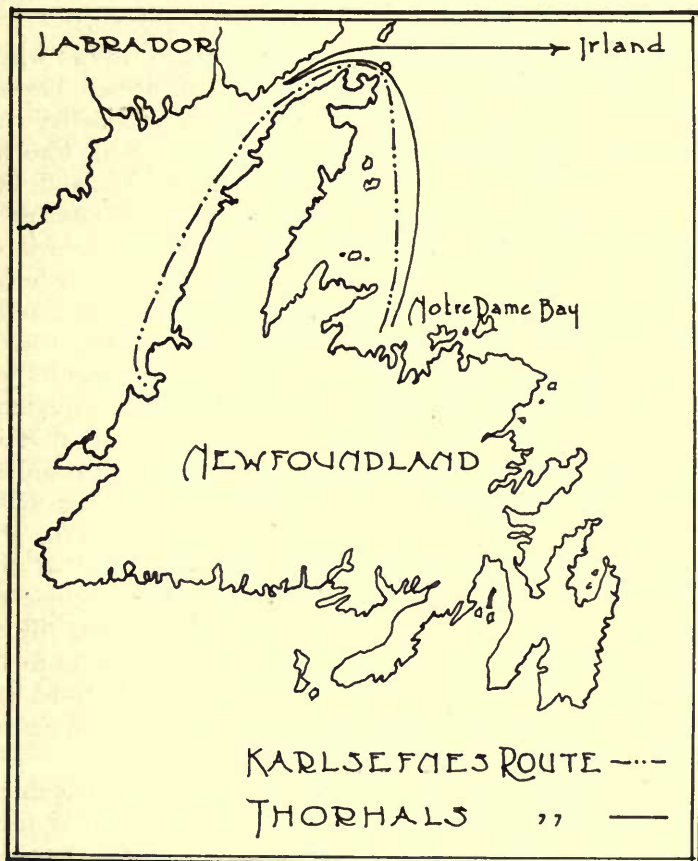 LABRADOR
Irland
Notre Dame Bay
NEWFOUNDLAND
KARLSEFNES ROUTE
THORHALS ,,